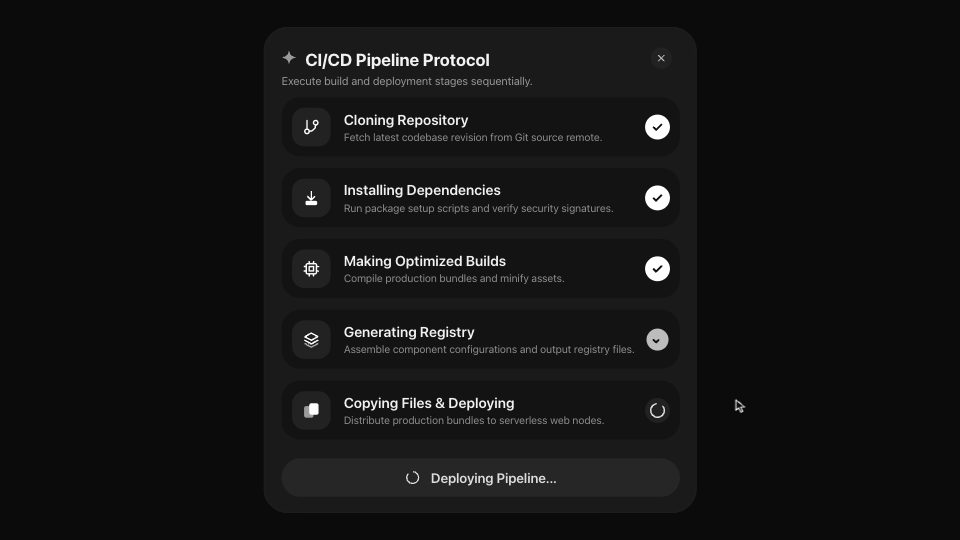 CI/CD Pipeline Protocol
Execute build and deployment stages sequentially.
Cloning Repository
Fetch latest codebase revision from Git source remote.
Installing Dependencies
Run package setup scripts and verify security signatures.
Making Optimized Builds
Compile production bundles and minify assets.
Generating Registry
Assemble component configurations and output registry files.
Copying Files & Deploying
Distribute production bundles to serverless web nodes.
Deploying Pipeline...